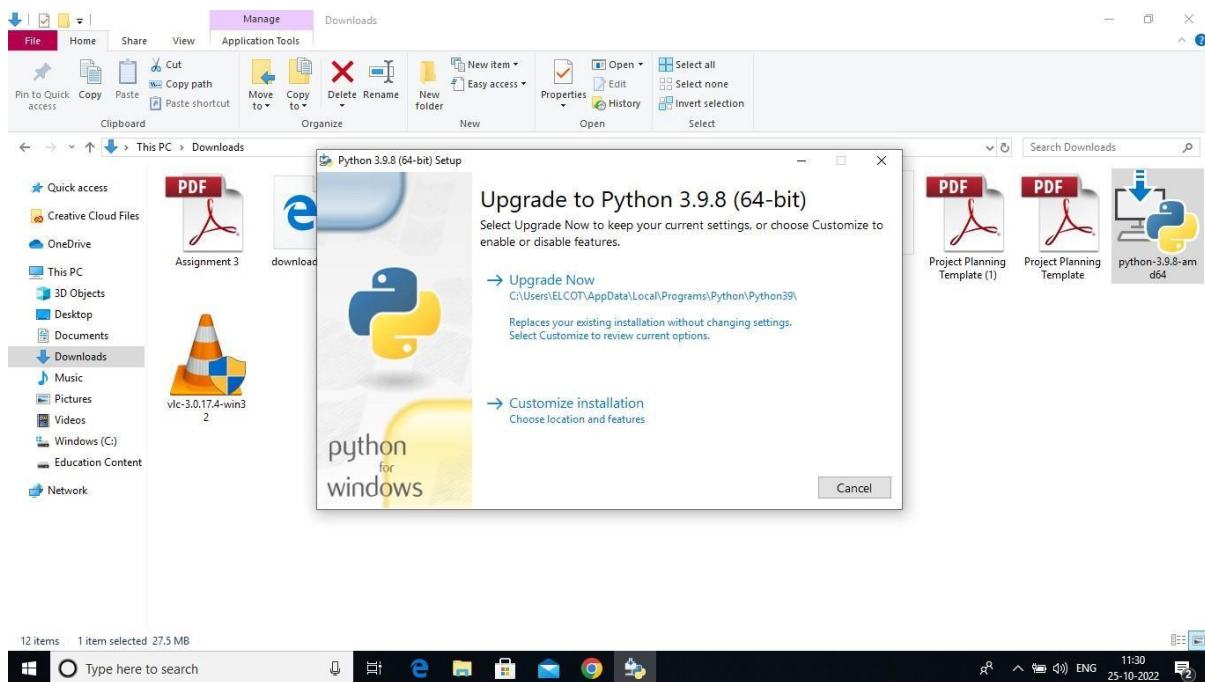 Manage
Downloads
File
Home
Share
View
Application Tools
Pin to Quick access
Copy
Paste
Cut
Copy path
Paste shortcut
Clipboard
Move to
Copy to
Delete
Rename
Organize
New folder
New item
Easy access
New
Properties
Open
Edit
History
Open
Select all
Select none
Invert selection
Select
This PC
Downloads
Search Downloads
Quick access
Creative Cloud Files
OneDrive
This PC
3D Objects
Desktop
Documents
Downloads
Music
Pictures
Videos
Windows (C:)
Education Content
Network
PDF
Assignment 3
download
vlc-3.0.17.4-win3
2
Python 3.9.8 (64-bit) Setup
Upgrade to Python 3.9.8 (64-bit)
Select Upgrade Now to keep your current settings, or choose Customize to
enable or disable features.
Upgrade Now
C:\Users\ELCOT\AppData\Local\Programs\Python\Python39\
Replaces your existing installation without changing settings.
Select Customize to review current options.
Customize installation
Choose location and features
python
for
windows
Cancel
PDF
Project Planning
Template (1)
PDF
Project Planning
Template
python-3.9.8-am
d64
12 items
1 item selected 27.5 MB
Type here to search
ENG
11:30
25-10-2022
2